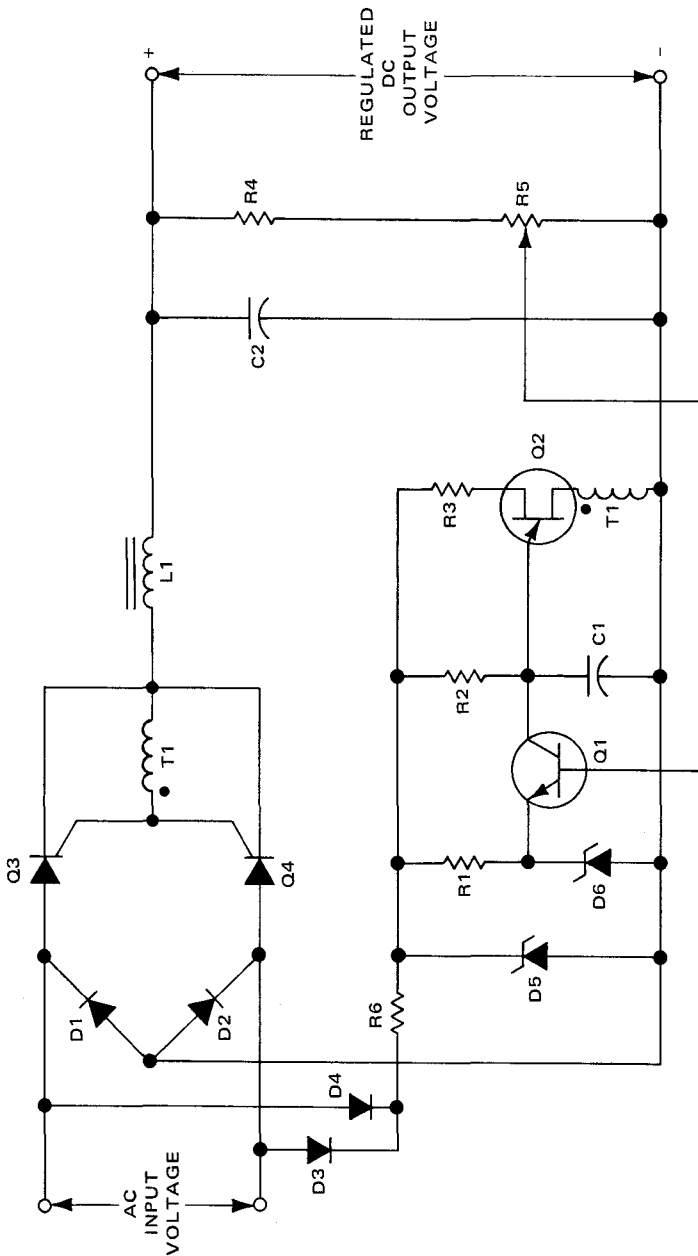 AC
INPUT
VOLTAGE
D3
D4
D1
D2
Q3
Q4
T1
L1
C2
R4
R5
+
REGULATED
DC
OUTPUT
VOLTAGE
-
R6
D5
R1
D6
Q1
R2
C1
R3
Q2
T1